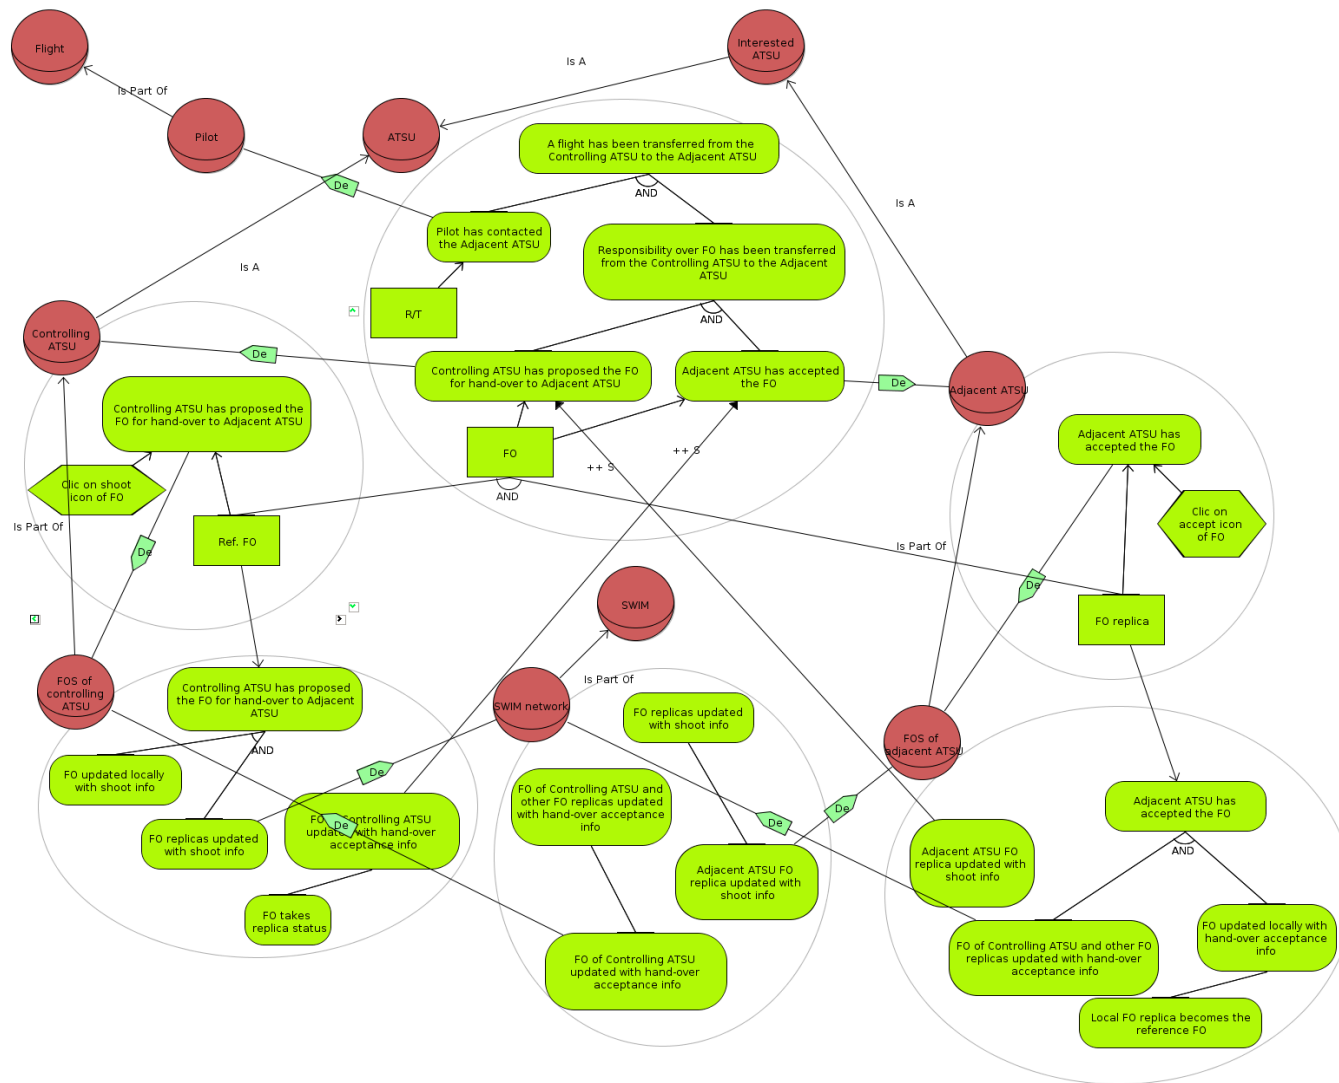 Flight
Interested
ATSU
Is A
Is Part Of
Pilot
ATSU
A flight has been transferred from the
Controlling ATSU to the Adjacent ATSU
De
AND
Is A
Pilot has contacted
the Adjacent ATSU
Responsibility over FO has been transferred
from the Controlling ATSU to the Adjacent
ATSU
Is A
R/T
AND
Controlling
ATSU
De
Controlling ATSU has proposed the FO
for hand-over to Adjacent ATSU
Adjacent ATSU has accepted
the FO
De
Adjacent ATSU
Controlling ATSU has proposed the
FO for hand-over to Adjacent ATSU
Adjacent ATSU has
accepted the FO
FO
++ S
++ S
Clic on shoot
icon of FO
AND
Clic on
accept icon
of FO
Is Part Of
Ref. FO
De
Is Part Of
De
SWIM
FO replica
FOS of
controlling
ATSU
Controlling ATSU has proposed
the FO for hand-over to Adjacent
ATSU
Is Part Of
SWIM network
FO replicas updated
with shoot info
FOS of
adjacent ATSU
AND
FO updated locally
with shoot info
De
FO of Controlling ATSU and
other FO replicas updated
with hand-over acceptance
info
De
Adjacent ATSU has
accepted the FO
FO replicas updated
with shoot info
De
FO Controlling ATSU
updated with hand-over
acceptance info
De
AND
Adjacent ATSU FO
replica updated with
shoot info
Adjacent ATSU FO
replica updated with
shoot info
FO takes
replica status
FO updated locally with
hand-over acceptance
info
FO of Controlling ATSU
updated with hand-over
acceptance info
FO of Controlling ATSU and other FO
replicas updated with hand-over
acceptance info
Local FO replica becomes the
reference FO